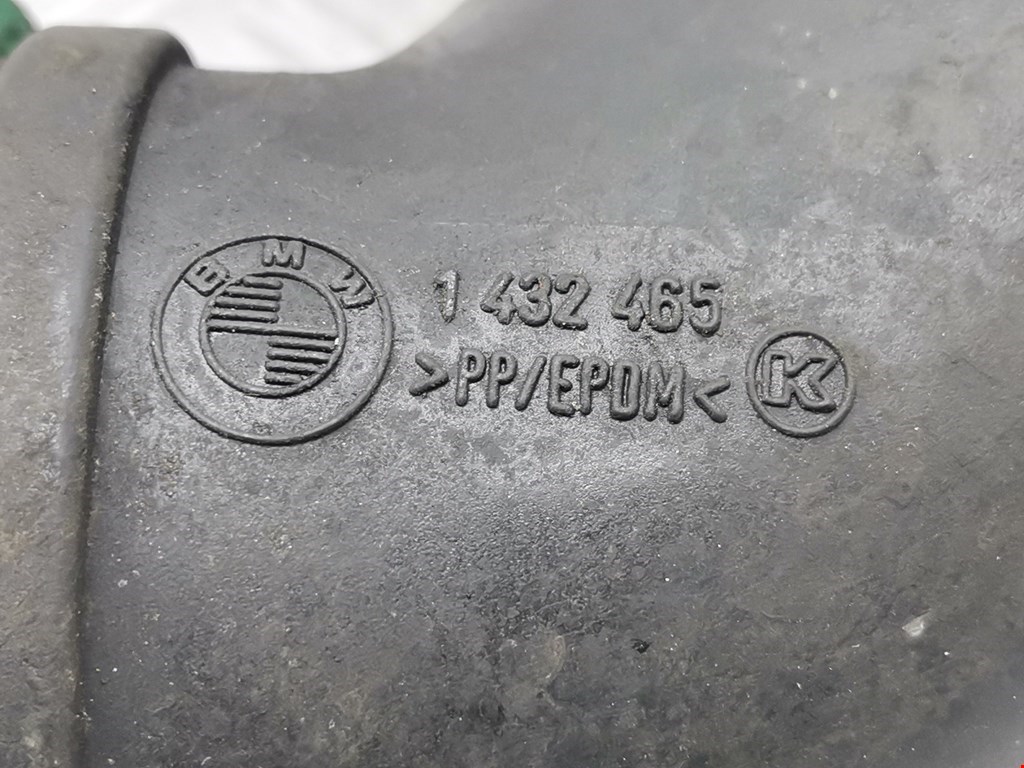 BMW
1 432 465
>PP/EPDM<
K